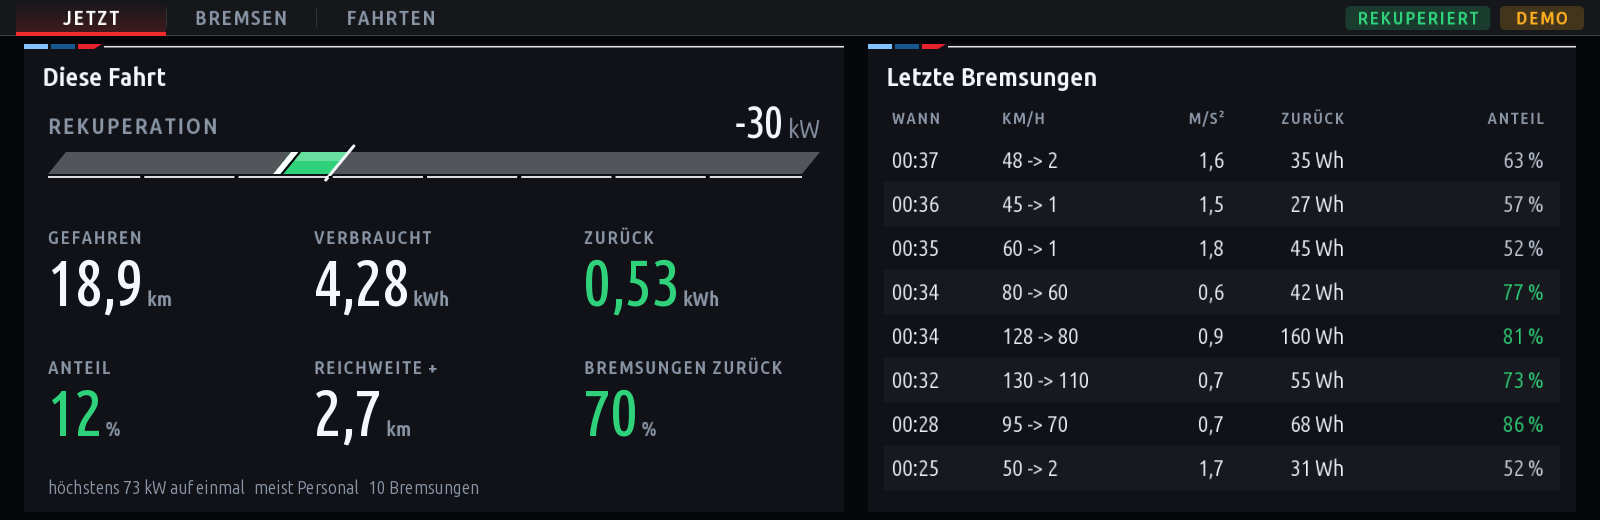 JETZT BREMSEN FAHRTEN REKUPERIERT DEMO
Diese Fahrt
REKUPERATION -30 kW
GEFAHREN VERBRAUCHT ZURÜCK
18,9 km 4,28 kWh 0,53 kWh
ANTEIL REICHWEITE + BREMSUNGEN ZURÜCK
12 % 2,7 km 70 %
höchstens 73 kW auf einmal meist Personal 10 Bremsungen
Letzte Bremsungen
WANN KM/H M/S² ZURÜCK ANTEIL
00:37 48 -> 2 1,6 35 Wh 63 %
00:36 45 -> 1 1,5 27 Wh 57 %
00:35 60 -> 1 1,8 45 Wh 52 %
00:34 80 -> 60 0,6 42 Wh 77 %
00:34 128 -> 80 0,9 160 Wh 81 %
00:32 130 -> 110 0,7 55 Wh 73 %
00:28 95 -> 70 0,7 68 Wh 86 %
00:25 50 -> 2 1,7 31 Wh 52 %